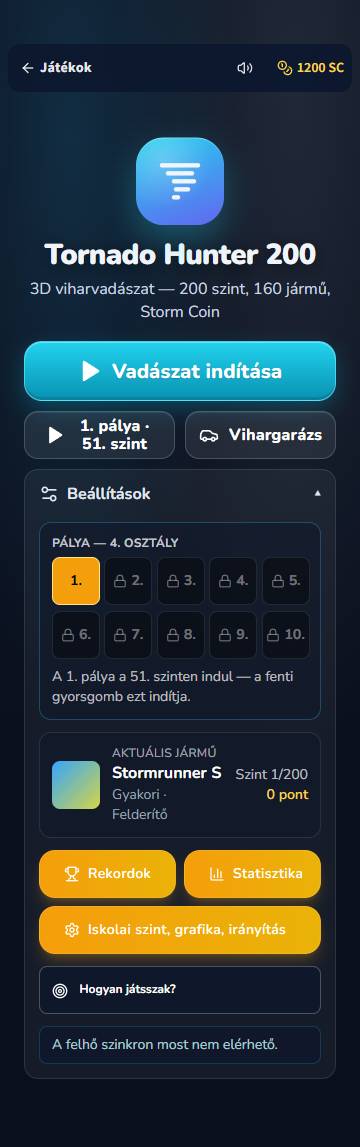 Játékok
1200 SC
Tornado Hunter 200
3D viharvadászat — 200 szint, 160 jármű,
Storm Coin
Vadászat indítása
1. pálya ·
51. szint
Vihargarázs
Beállítások
PÁLYA — 4. OSZTÁLY
1.
2.
3.
4.
5.
6.
7.
8.
9.
10.
A 1. pálya a 51. szinten indul — a fenti
gyorsgomb ezt indítja.
AKTUÁLIS JÁRMŰ
Stormrunner S
Szint 1/200
Gyakori ·
Felderítő
0 pont
Rekordok
Statisztika
Iskolai szint, grafika, irányítás
Hogyan játsszak?
A felhő szinkron most nem elérhető.